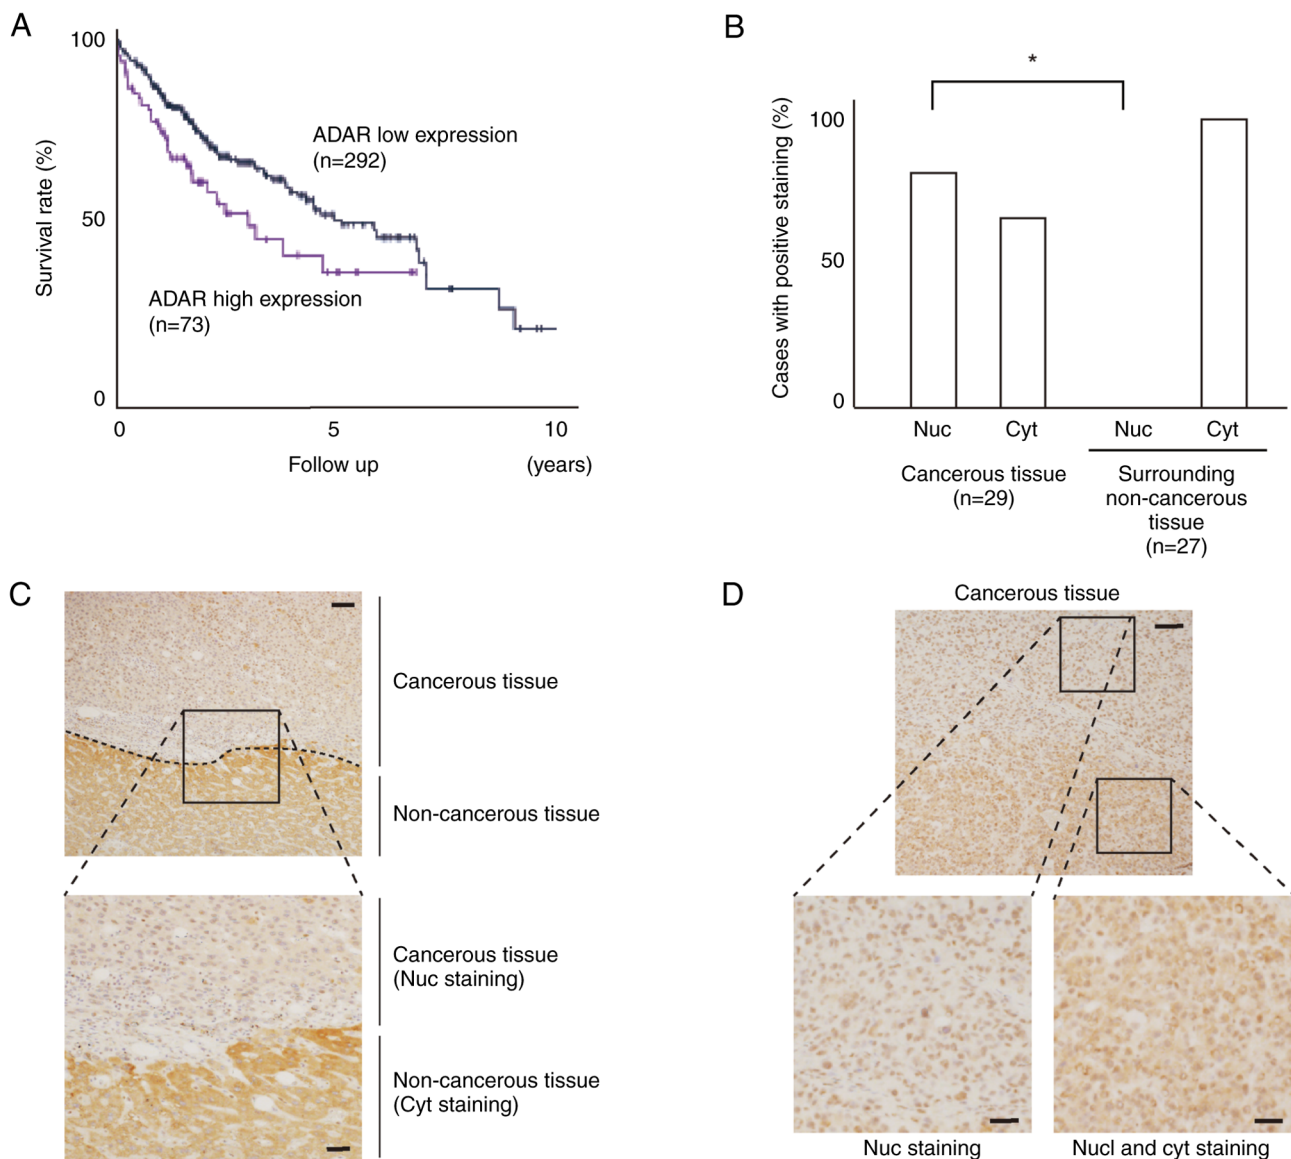 A
100
50
0
Survival rate (%)
ADAR low expression
(n=292)
ADAR high expression
(n=73)
0
5
10
Follow up
(years)
B
*
100
50
0
Cases with positive staining (%)
Nuc
Cyt
Nuc
Cyt
Cancerous tissue
(n=29)
Surrounding
non-cancerous
tissue
(n=27)
C
Cancerous tissue
Non-cancerous tissue
Cancerous tissue
(Nuc staining)
Non-cancerous tissue
(Cyt staining)
D
Cancerous tissue
Nuc staining
Nucl and cyt staining